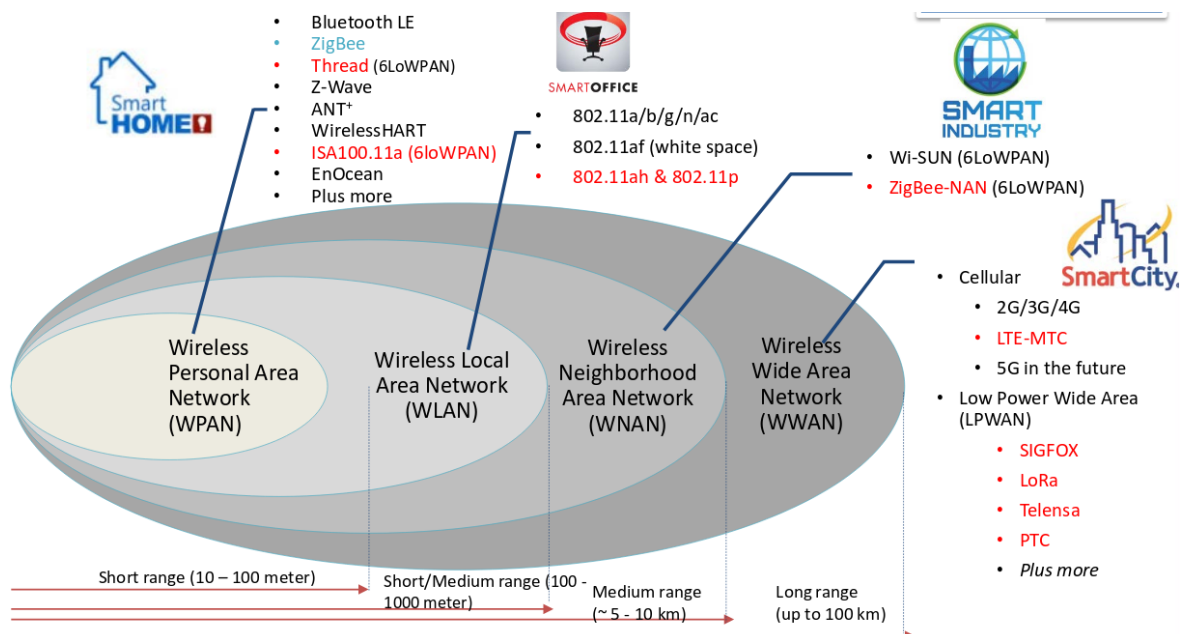 • Bluetooth LE
• ZigBee
• Thread (6LoWPAN)
• Z-Wave
• ANT⁺
• WirelessHART
• ISA100.11a (6loWPAN)
• EnOcean
• Plus more
Smart
HOME
SMARTOFFICE
• 802.11a/b/g/n/ac
• 802.11af (white space)
• 802.11ah & 802.11p
SMART
INDUSTRY
• Wi-SUN (6LoWPAN)
• ZigBee-NAN (6LoWPAN)
SmartCity
• Cellular
• 2G/3G/4G
• LTE-MTC
• 5G in the future
• Low Power Wide Area
(LPWAN)
• SIGFOX
• LoRa
• Telensa
• PTC
• Plus more
Wireless
Personal Area
Network
(WPAN)
Wireless Local
Area Network
(WLAN)
Wireless
Neighborhood
Area Network
(WNAN)
Wireless
Wide Area
Network
(WWAN)
Short range (10 – 100 meter)
Short/Medium range (100 -
1000 meter)
Medium range
(~ 5 - 10 km)
Long range
(up to 100 km)